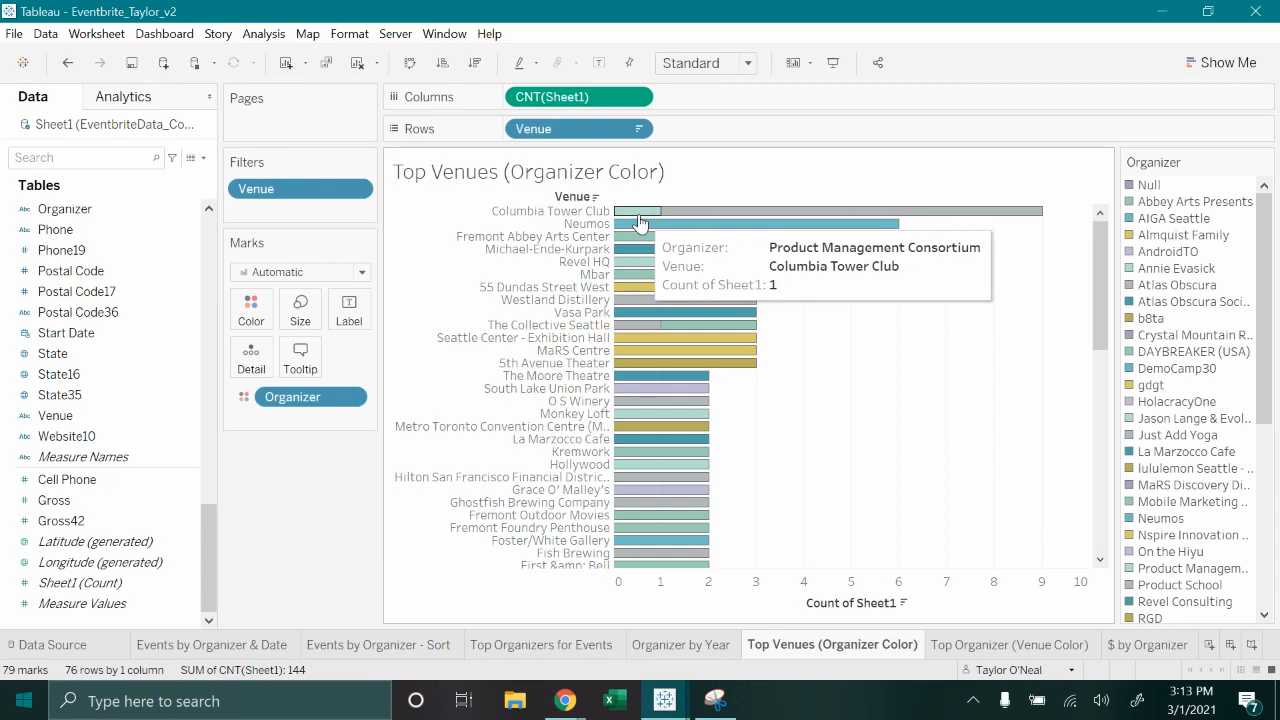 Tableau - Eventbrite_Taylor_v2
File Data Worksheet Dashboard Story Analysis Map Format Server Window Help
Standard
Show Me
Data Analytics
Sheet1 (EventbriteData_Co...
Search
Tables
Abc Organizer
Abc Phone
Abc Phone19
Postal Code
Postal Code17
Postal Code36
Start Date
State
State16
State35
Abc Venue
Abc Website10
Abc Measure Names
# Cell Phone
# Gross
# Gross42
Latitude (generated)
Longitude (generated)
# Sheet1 (Count)
# Measure Values
Pages
Filters
Venue
Marks
Automatic
Color Size Label
Detail Tooltip
Organizer
Columns CNT(Sheet1)
Rows Venue
Top Venues (Organizer Color)
Venue
Columbia Tower Club
Neumos
Fremont Abbey Arts Center
Michael-Ende-Kurpark
Revel HQ
Mbar
55 Dundas Street West
Westland Distillery
Vasa Park
The Collective Seattle
Seattle Center - Exhibition Hall
MaRS Centre
5th Avenue Theater
The Moore Theatre
South Lake Union Park
O S Winery
Monkey Loft
Metro Toronto Convention Centre (M..
La Marzocco Cafe
Kremwork
Hollywood
Hilton San Francisco Financial Distric..
Grace O' Malley's
Ghostfish Brewing Company
Fremont Outdoor Movies
Fremont Foundry Penthouse
Foster/White Gallery
Fish Brewing
First &amp; Bell
0 1 2 3 4 5 6 7 8 9 10
Count of Sheet1
Organizer: Product Management Consortium
Venue: Columbia Tower Club
Count of Sheet1: 1
Organizer
Null
Abbey Arts Presents
AIGA Seattle
Almquist Family
AndroidTO
Annie Evasick
Atlas Obscura
Atlas Obscura Soci..
b8ta
Crystal Mountain R..
DAYBREAKER (USA)
DemoCamp30
gdgt
HolacracyOne
Jason Lange & Evol..
Just Add Yoga
La Marzocco Cafe
lululemon Seattle - ..
MaRS Discovery Di..
Mobile Marketing ..
Neumos
Nspire Innovation ..
On the Hiyu
Product Managem..
Product School
Revel Consulting
RGD
Data Source Events by Organizer & Date Events by Organizer - Sort Top Organizers for Events Organizer by Year Top Venues (Organizer Color) Top Organizer (Venue Color) $ by Organizer
79 marks 76 rows by 1 column SUM of CNT(Sheet1): 144 Taylor O'Neal
Type here to search
3:13 PM
3/1/2021
7